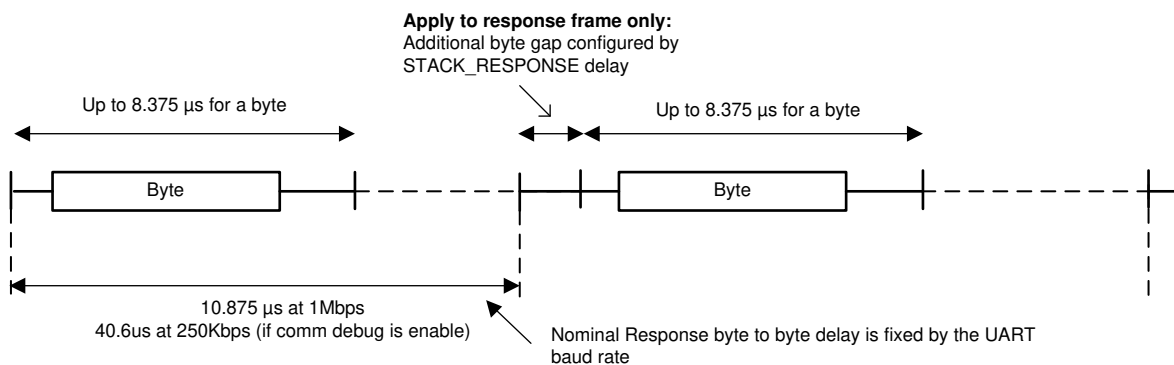 Apply to response frame only:
Additional byte gap configured by
STACK_RESPONSE delay
Up to 8.375 µs for a byte
Up to 8.375 µs for a byte
Byte
Byte
10.875 µs at 1Mbps
40.6us at 250Kbps (if comm debug is enable)
Nominal Response byte to byte delay is fixed by the UART
baud rate